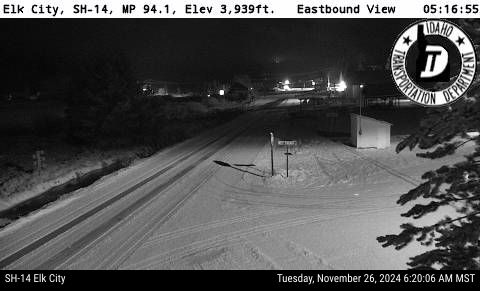 Elk City, SH-14, MP 94.1, Elev 3,939ft. Eastbound View 05:16:55
IDAHO
TRANSPORTATION DEPARTMENT
SH-14 Elk City Tuesday, November 26, 2024 6:20:06 AM MST